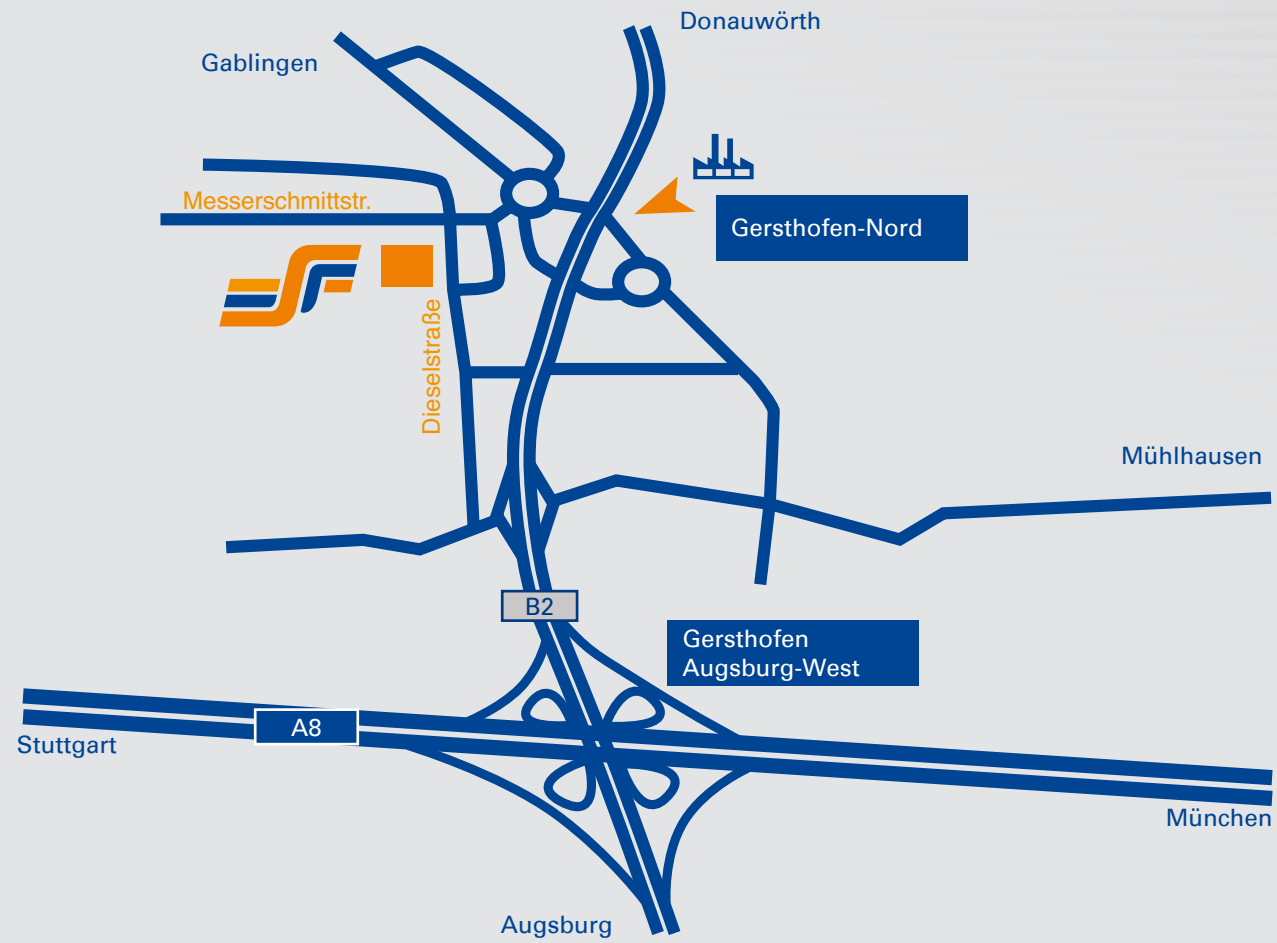 Donauwörth
Gablingen
Messerschmittstr.
Gersthofen-Nord
Dieselstraße
Mühlhausen
B2
Gersthofen
Augsburg-West
A8
Stuttgart
München
Augsburg